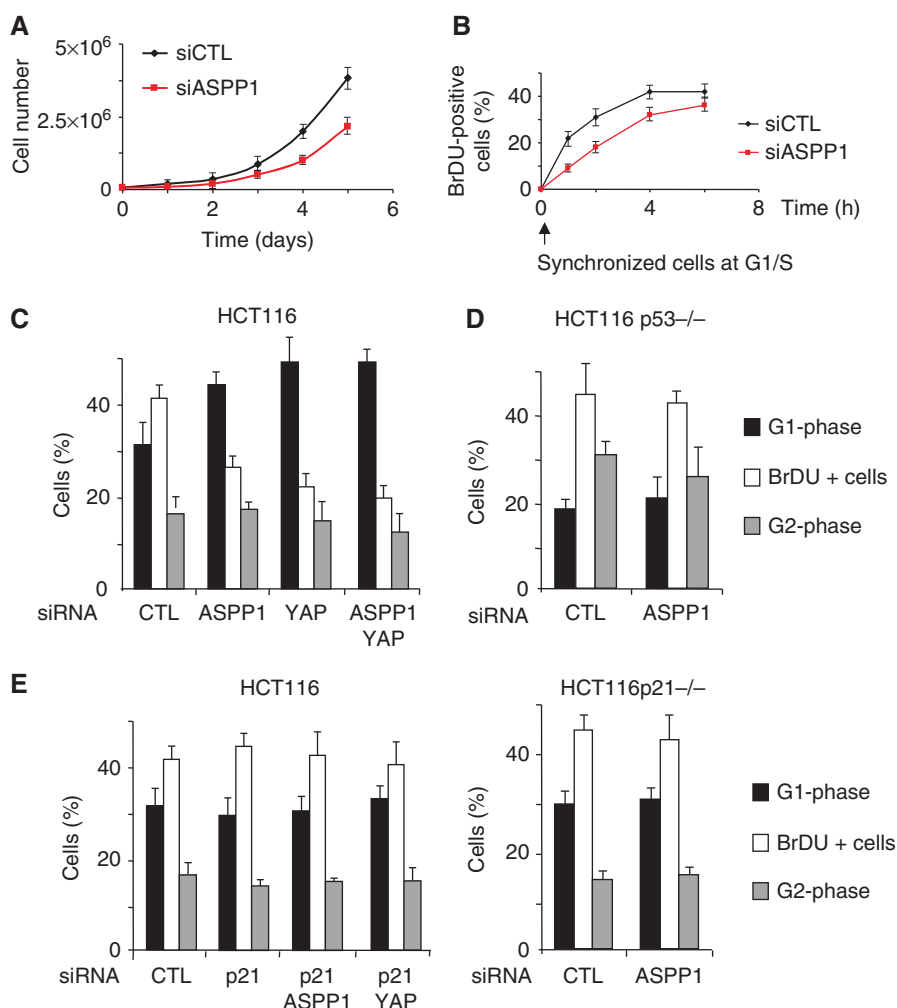 A
5×10⁶
2.5×10⁶
0
Cell number
siCTL
siASPP1
0 2 4 6
Time (days)
B
40
20
0
BrDU-positive
cells (%)
siCTL
siASPP1
0 4 8 Time (h)
Synchronized cells at G1/S
C
HCT116
40
20
0
Cells (%)
siRNA CTL ASPP1 YAP ASPP1
YAP
D
HCT116 p53–/–
40
20
0
Cells (%)
siRNA CTL ASPP1
G1-phase
BrDU + cells
G2-phase
E
HCT116
40
20
0
Cells (%)
siRNA CTL p21 p21 p21
ASPP1 YAP
HCT116p21–/–
40
20
0
Cells (%)
siRNA CTL ASPP1
G1-phase
BrDU + cells
G2-phase